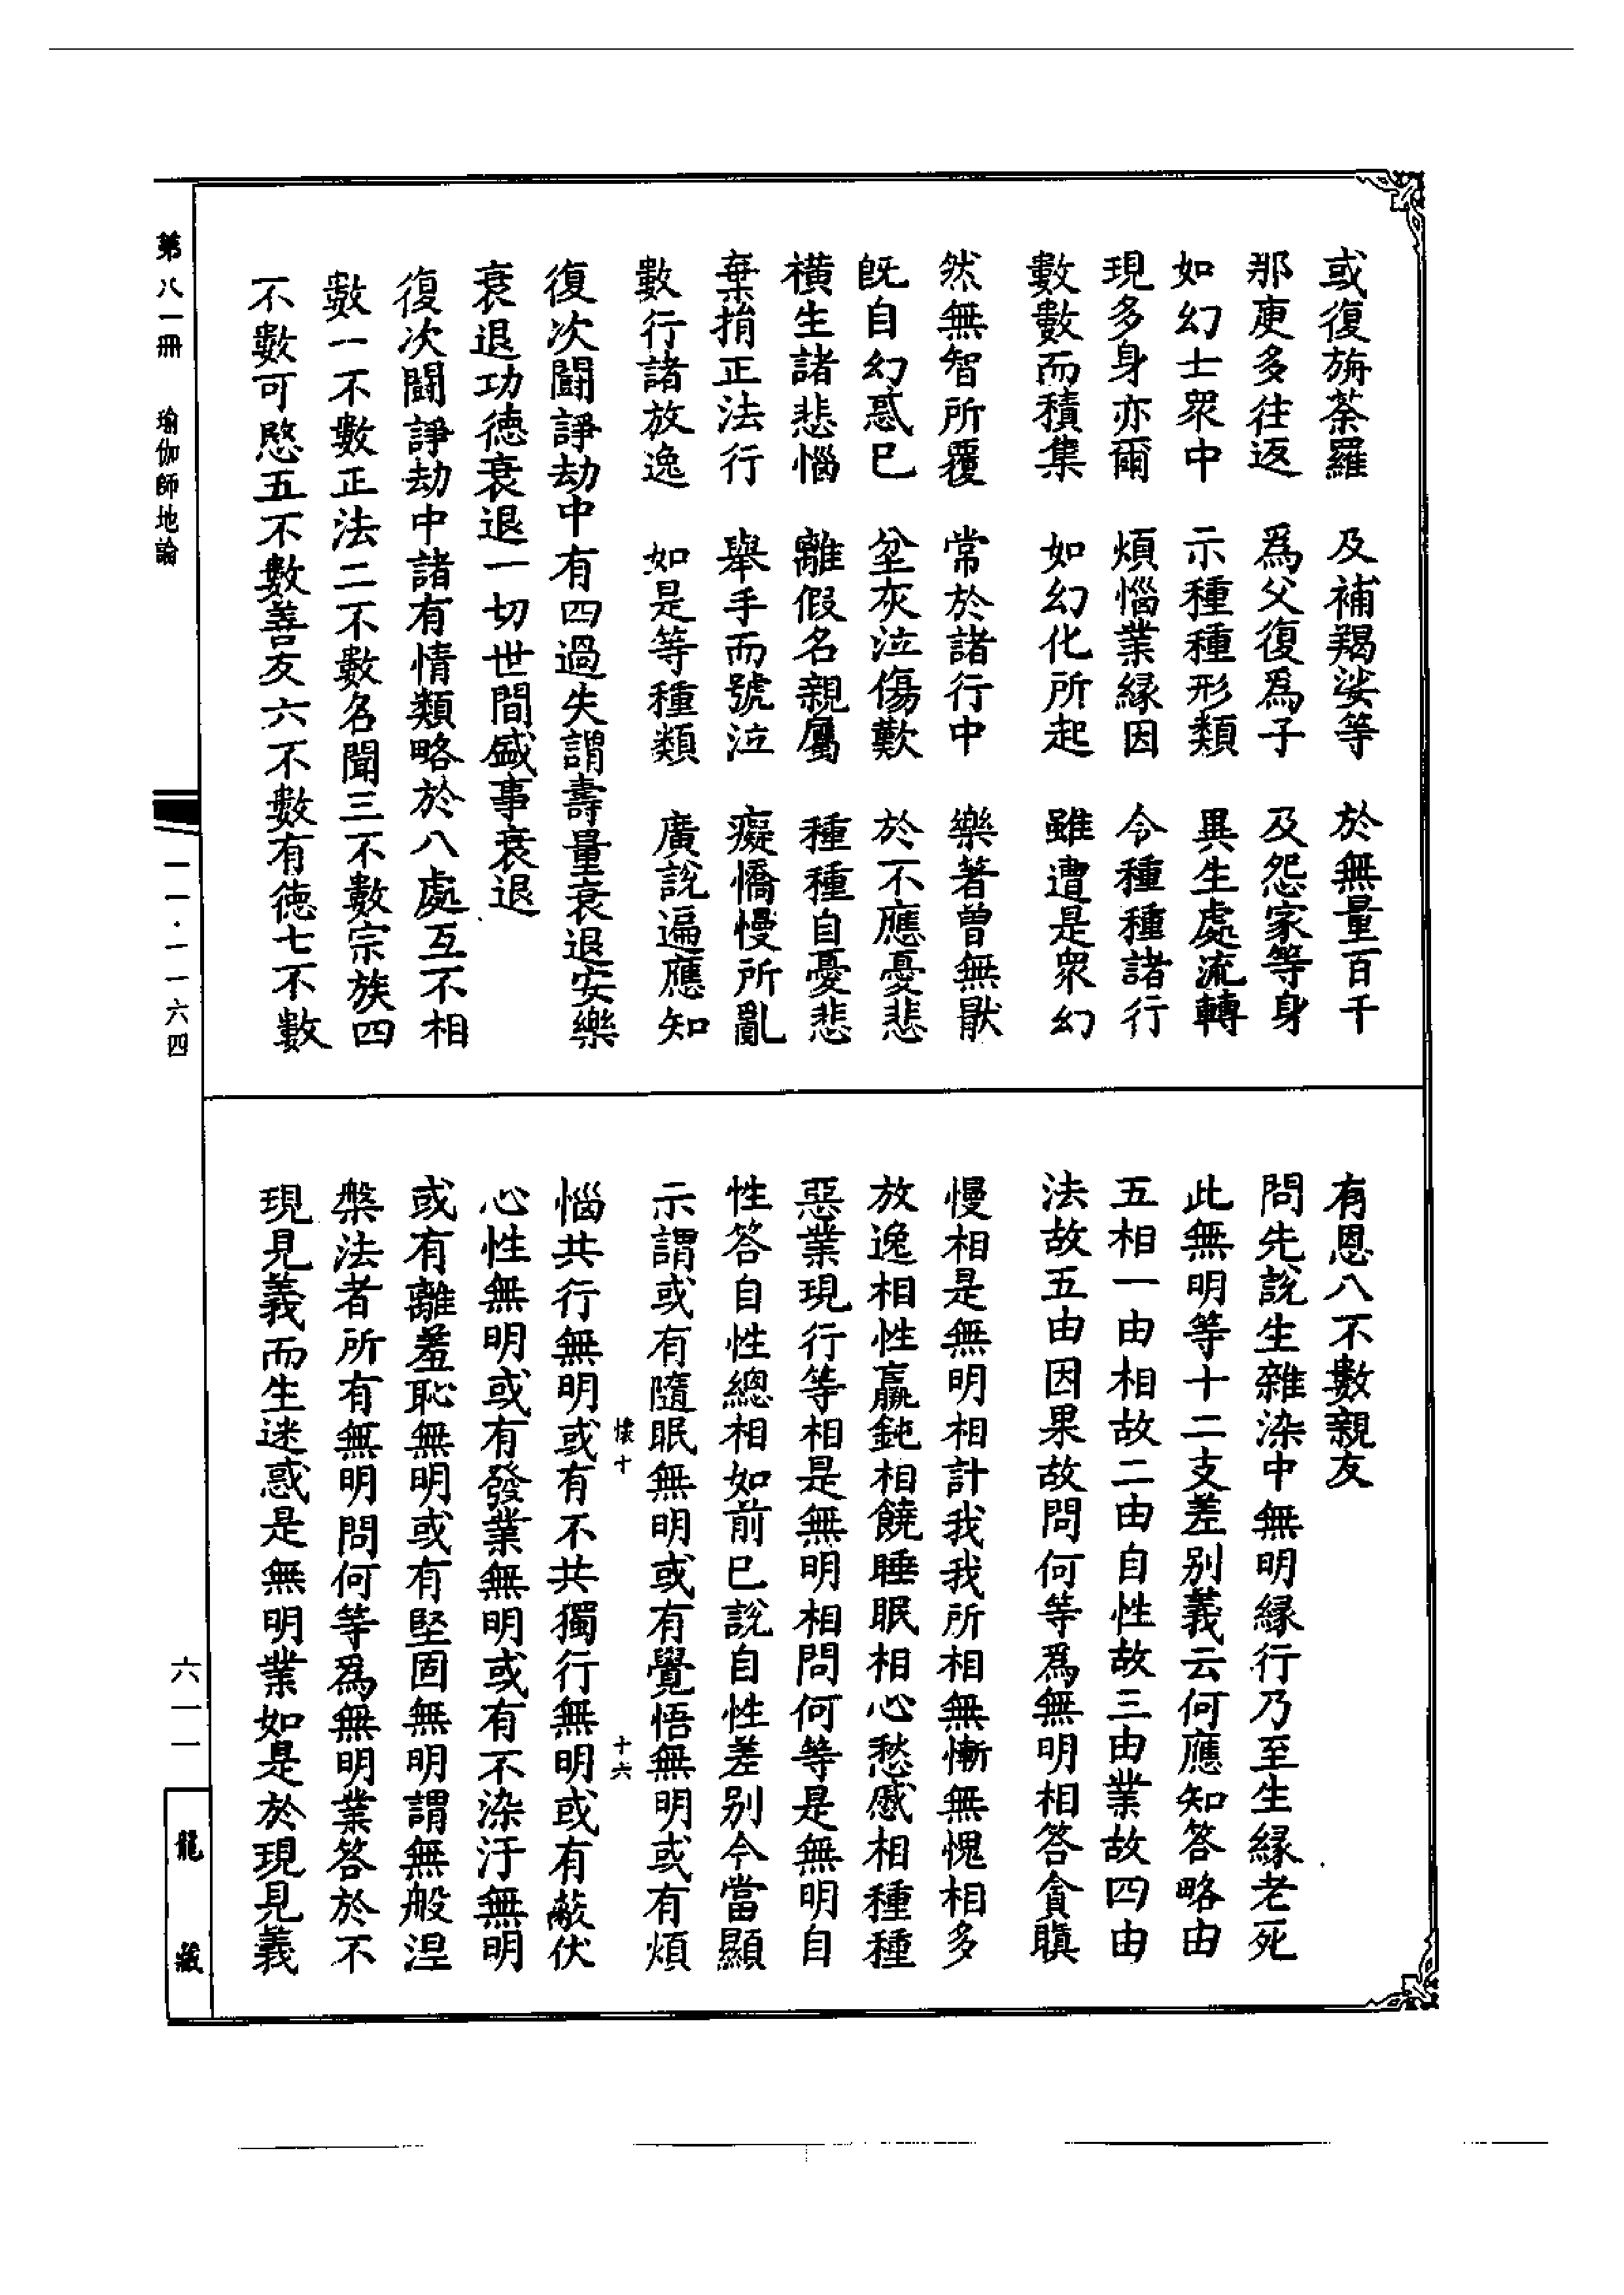 或復旃荼羅　及補羯娑等　於無量百千
那庾多往返　爲父復爲子　及怨家等身
如幻士衆中　示種種形類　異生處流轉
現多身亦爾　煩惱業緣因　令種種諸行
數數而積集　如幻化所起　雖遭是衆幻
然無智所覆　常於諸行中　樂著曾無猒
旣自幻惑已　坌灰泣傷歎　於不應憂悲
橫生諸悲惱　離假名親屬　種種自憂悲
棄捐正法行　舉手而號泣　癡憍慢所亂
數行諸放逸　如是等種類　廣說遍應知
復次鬪諍劫中有四過失謂壽量衰退安樂
衰退功德衰退一切世間盛事衰退
復次鬪諍劫中諸有情類略於八處互不相
數一不數正法二不數名聞三不數宗族四
不數可愍五不數善友六不數有德七不數
有恩八不數親友
問先說生雜染中無明緣行乃至生緣老死
此無明等十二支差別義云何應知答略由
五相一由相故二由自性故三由業故四由
法故五由因果故問何等爲無明相答貪瞋
慢相是無明相計我我所相無慚無愧相多
放逸相性羸鈍相饒睡眠相心愁慼相種種
惡業現行等相是無明相問何等是無明自
性答自性總相如前已說自性差別今當顯
示謂或有隨眠無明或有覺悟無明或有煩
懷十　十六
惱共行無明或有不共獨行無明或有蔽伏
心性無明或有發業無明或有不染汙無明
或有離羞恥無明或有堅固無明謂無般涅
槃法者所有無明問何等爲無明業答於不
現見義而生迷惑是無明業如是於現見義
第八一冊　瑜伽師地論
一一·一一六四
六一一
龍藏